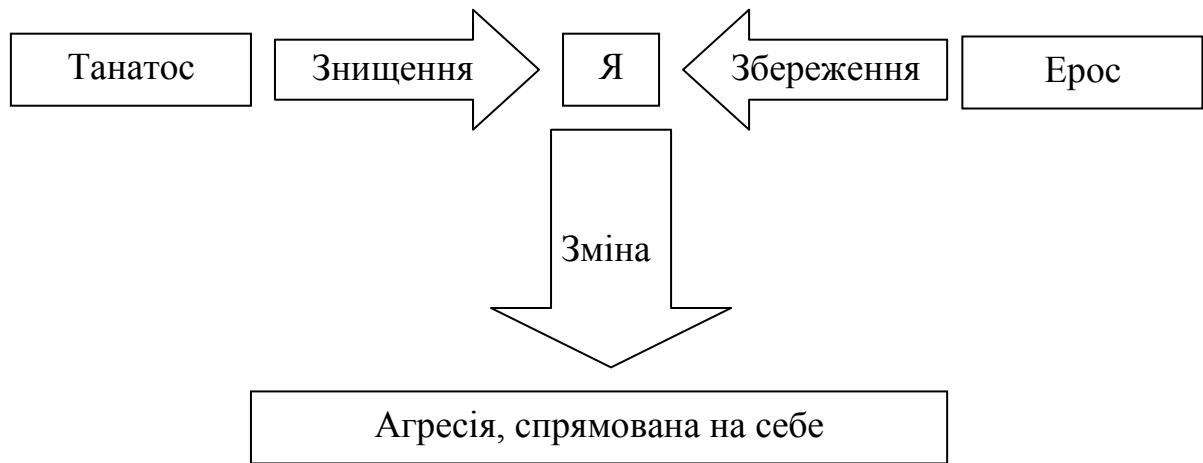 Танатос Знищення Я Збереження Ерос
Зміна
Агресія, спрямована на себе